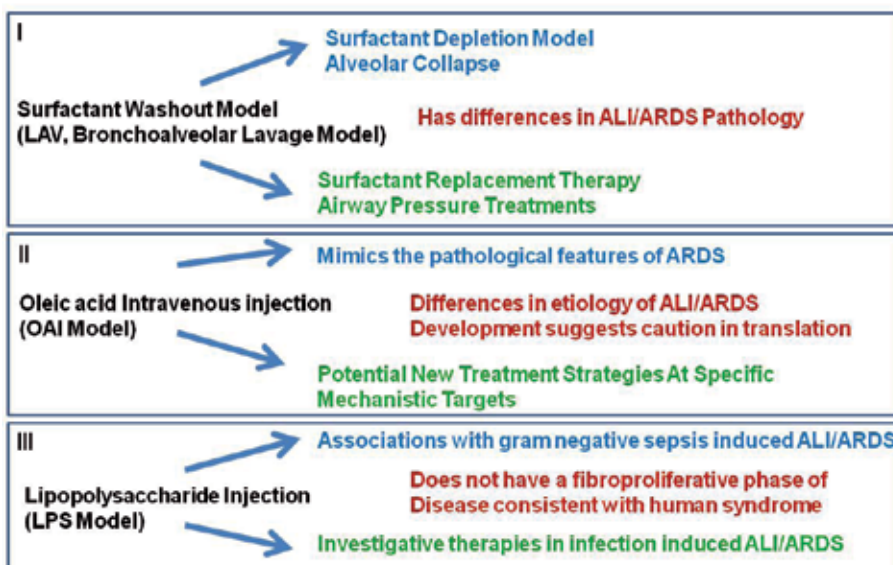 I
Surfactant Depletion Model
Alveolar Collapse
Surfactant Washout Model
(LAV, Bronchoalveolar Lavage Model)
Has differences in ALI/ARDS Pathology
Surfactant Replacement Therapy
Airway Pressure Treatments
II
Mimics the pathological features of ARDS
Oleic acid Intravenous injection
(OAI Model)
Differences in etiology of ALI/ARDS
Development suggests caution in translation
Potential New Treatment Strategies At Specific
Mechanistic Targets
III
Associations with gram negative sepsis induced ALI/ARDS
Lipopolysaccharide Injection
(LPS Model)
Does not have a fibroproliferative phase of
Disease consistent with human syndrome
Investigative therapies in infection induced ALI/ARDS